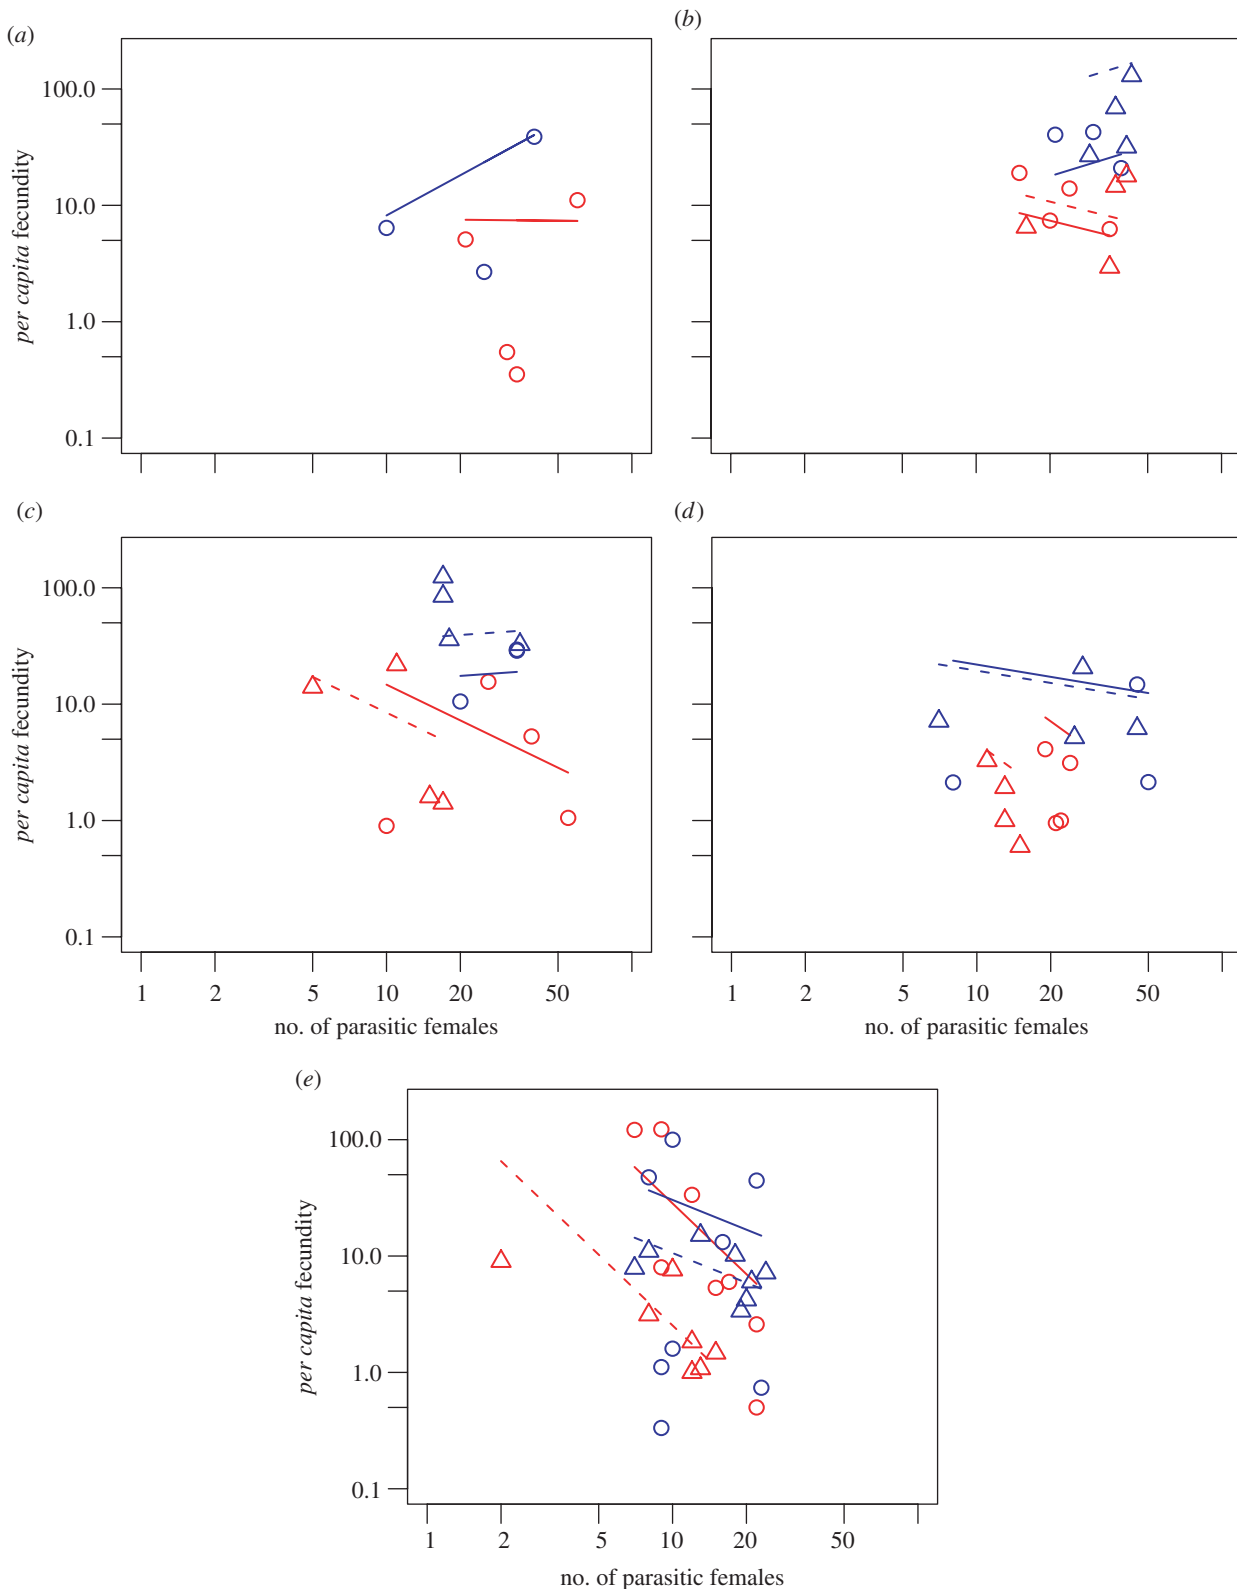 (a)
(b)
100.0
10.0
1.0
0.1
per capita fecundity
(c)
(d)
100.0
10.0
1.0
0.1
per capita fecundity
1 2 5 10 20 50
no. of parasitic females
1 2 5 10 20 50
no. of parasitic females
(e)
100.0
10.0
1.0
0.1
per capita fecundity
1 2 5 10 20 50
no. of parasitic females